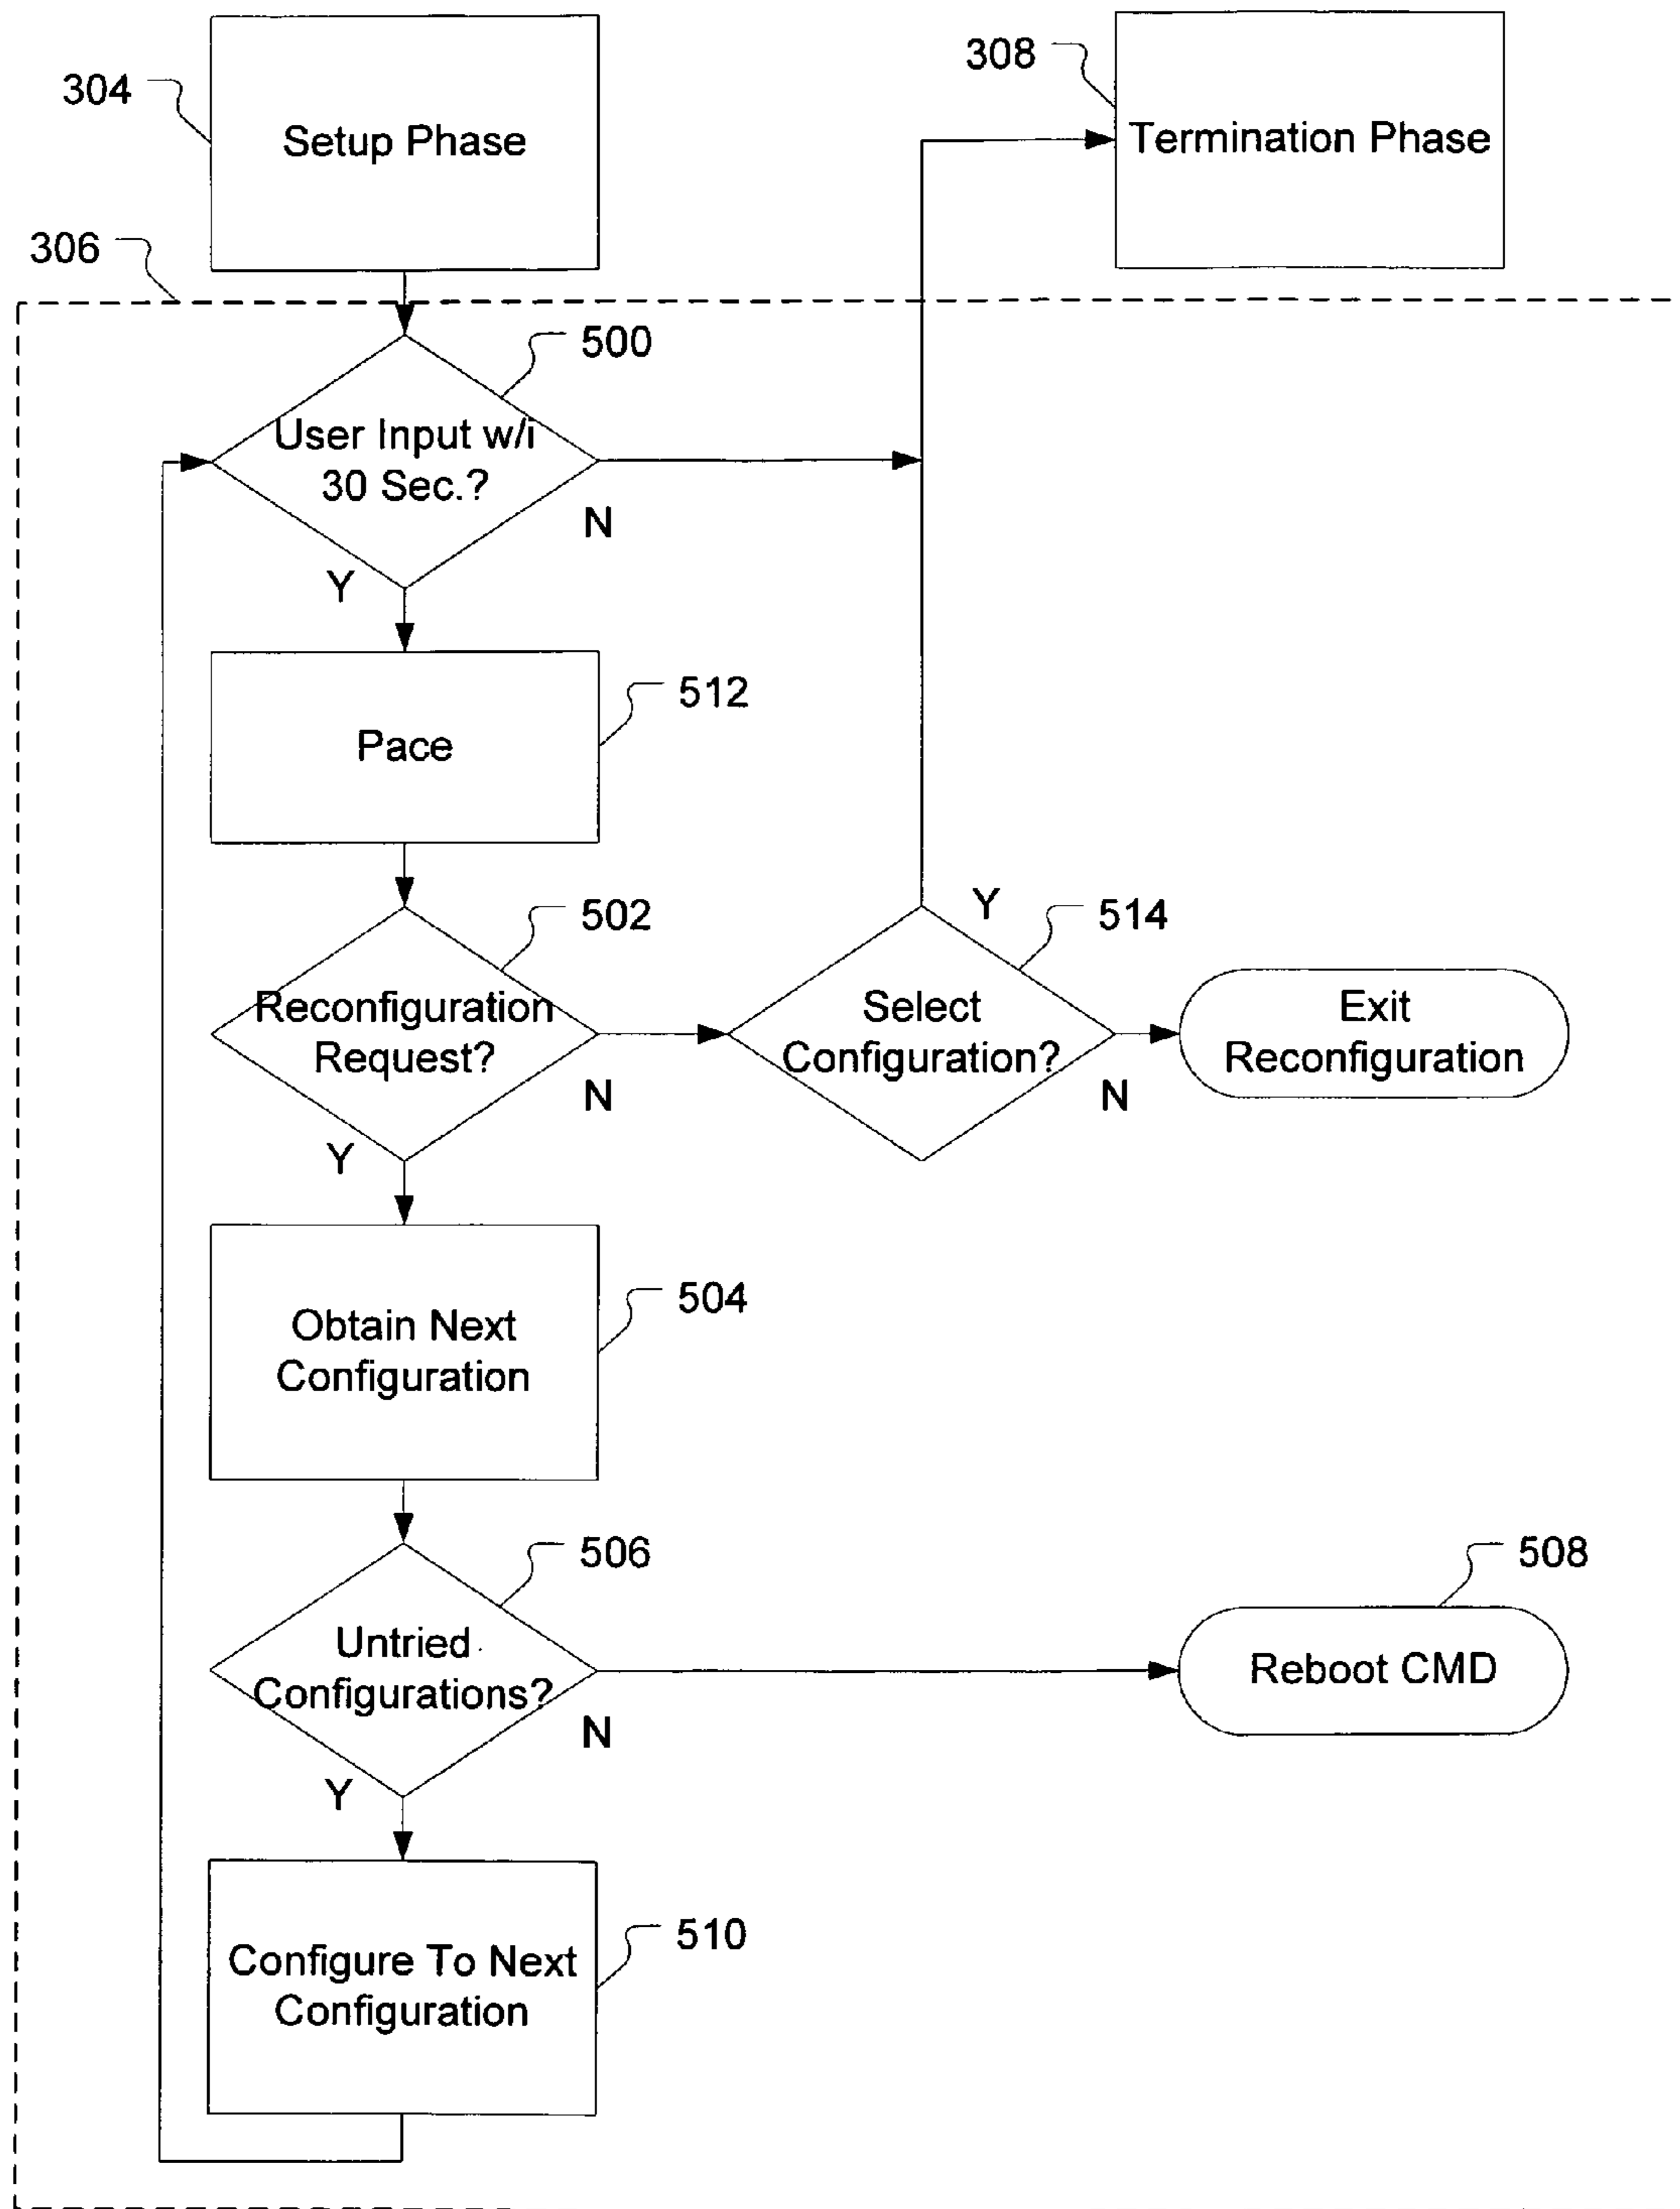 304
Setup Phase
308
Termination Phase
306
500
User Input w/i
30 Sec.?
N
Y
512
Pace
502
Reconfiguration
Request?
N
Y
Y
514
Select
Configuration?
N
Exit
Reconfiguration
504
Obtain Next
Configuration
506
Untried
Configurations?
N
Y
508
Reboot CMD
510
Configure To Next
Configuration